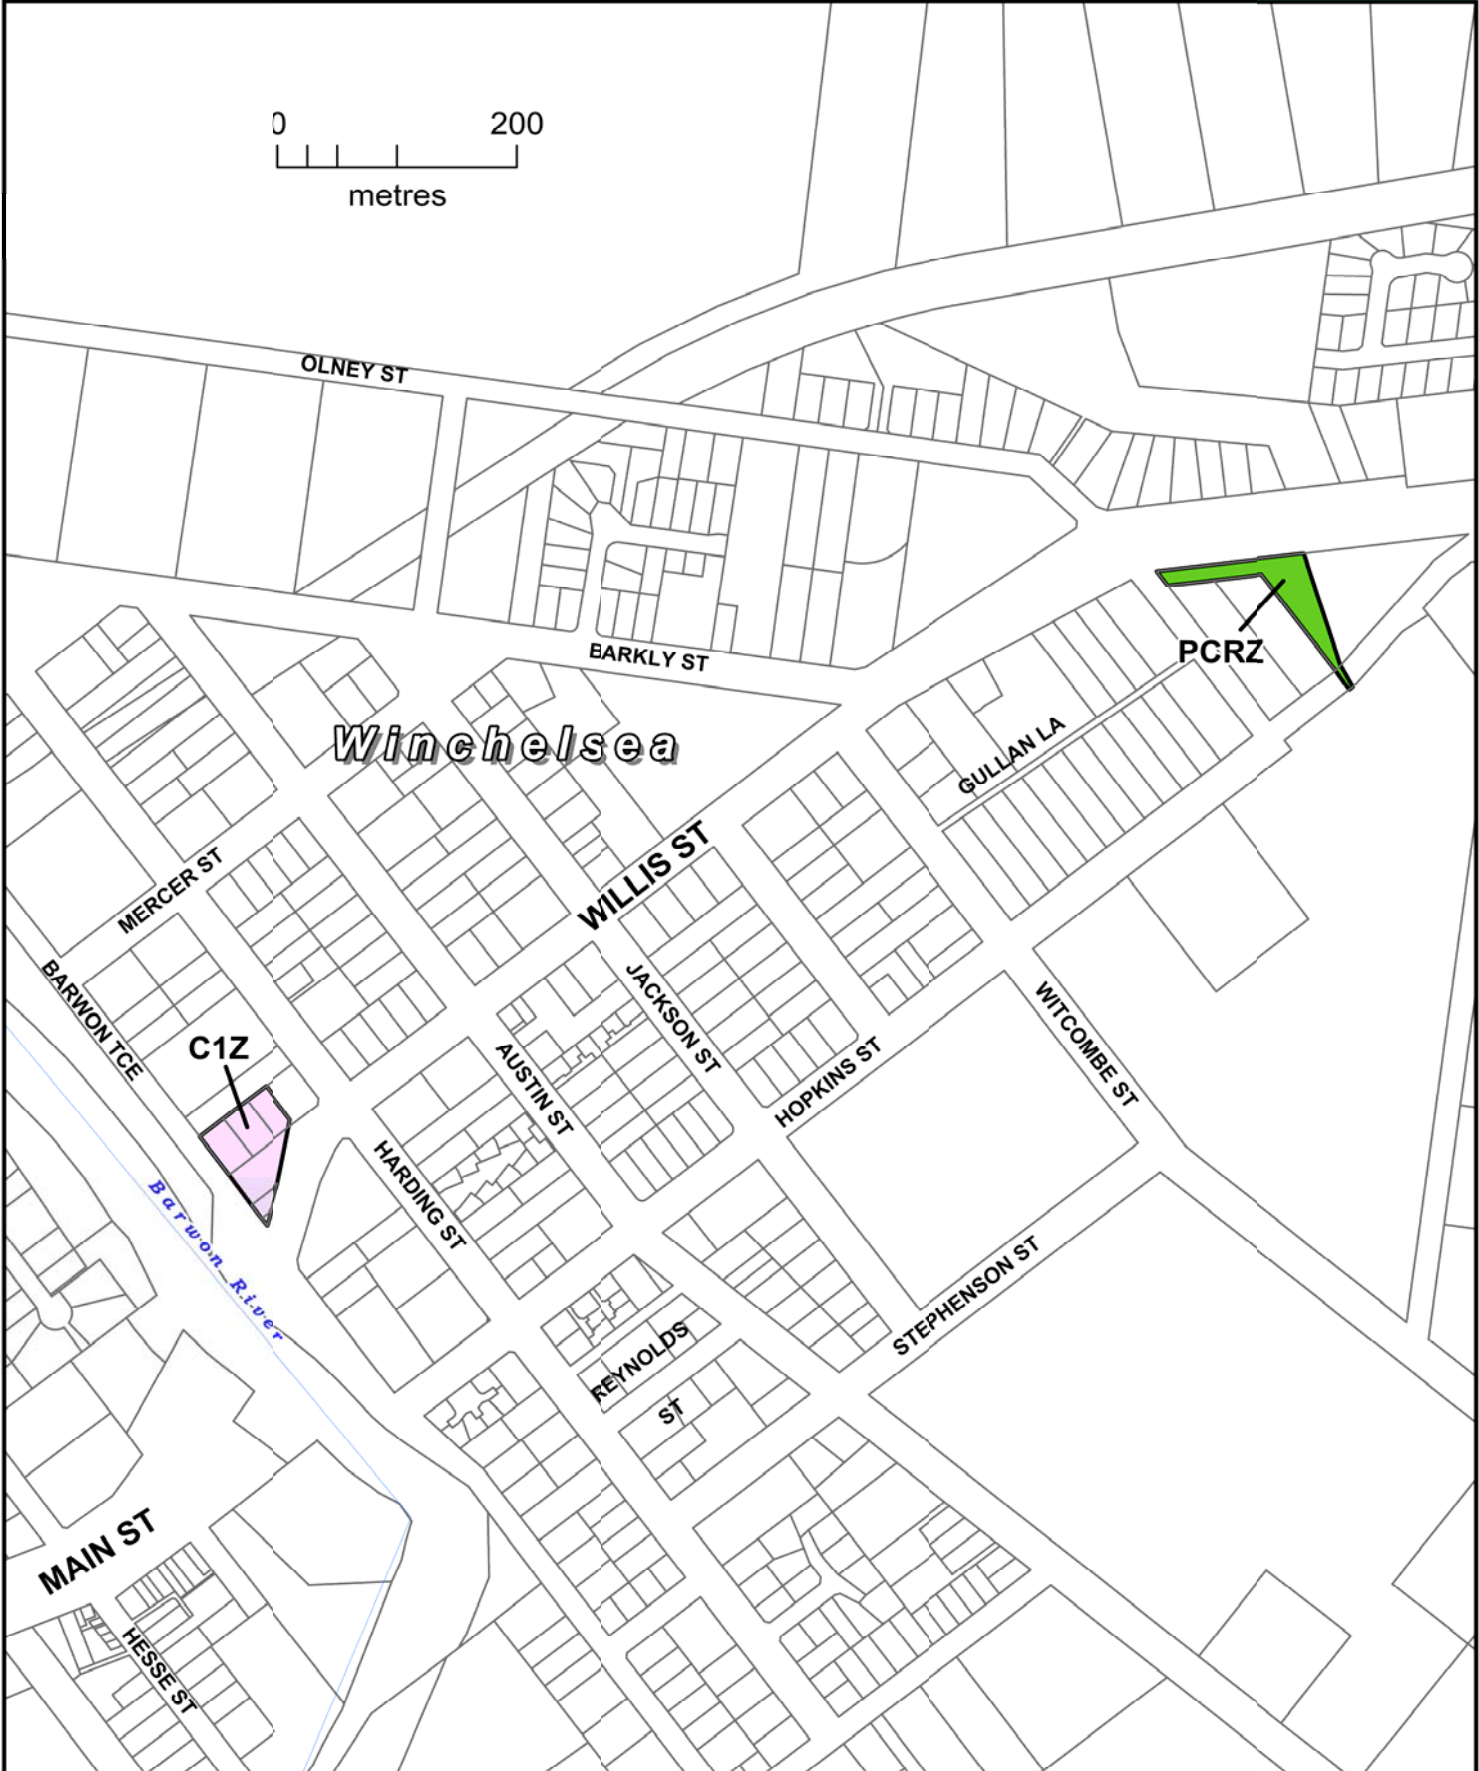 0 200
metres
OLNEY ST
BARKLY ST
PCRZ
Winchelsea
GULLAN LA
WILLIS ST
MERCER ST
BARWON TCE
JACKSON ST
WITCOMBE ST
C1Z
AUSTIN ST
HOPKINS ST
HARDING ST
Barwon River
STEPHENSON ST
REYNOLDS
ST
MAIN ST
HESSE ST